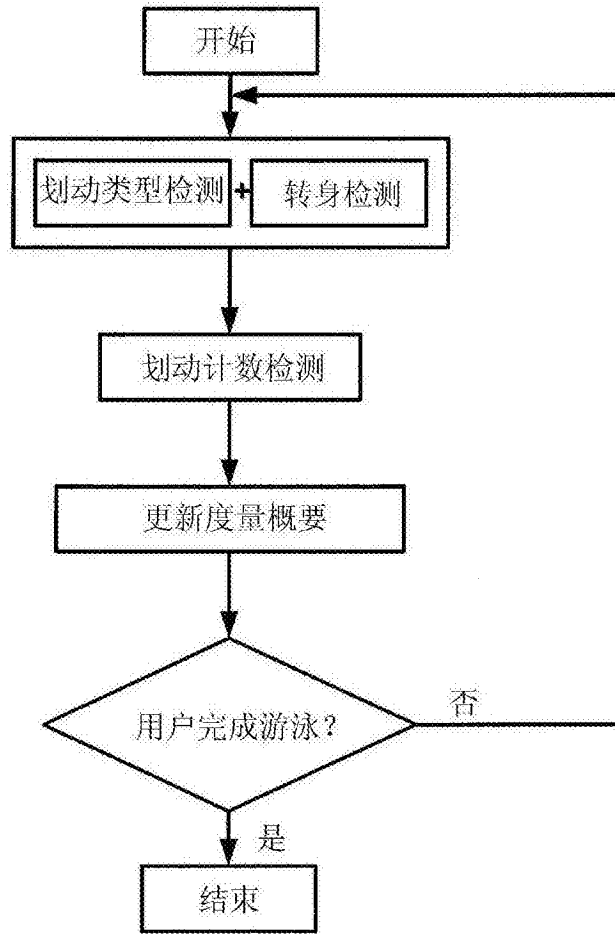 开始
划动类型检测 + 转身检测
划动计数检测
更新度量概要
用户完成游泳?
否
是
结束